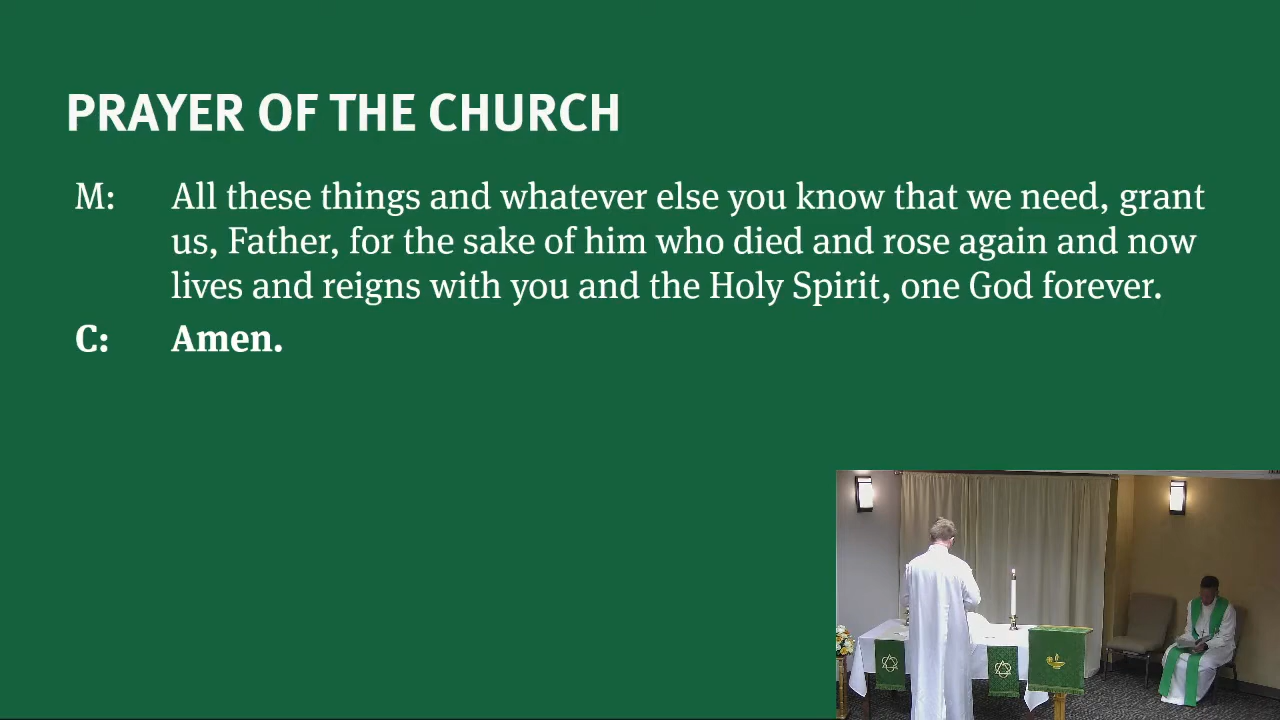 PRAYER OF THE CHURCH
M: All these things and whatever else you know that we need, grant
us, Father, for the sake of him who died and rose again and now
lives and reigns with you and the Holy Spirit, one God forever.
C: Amen.